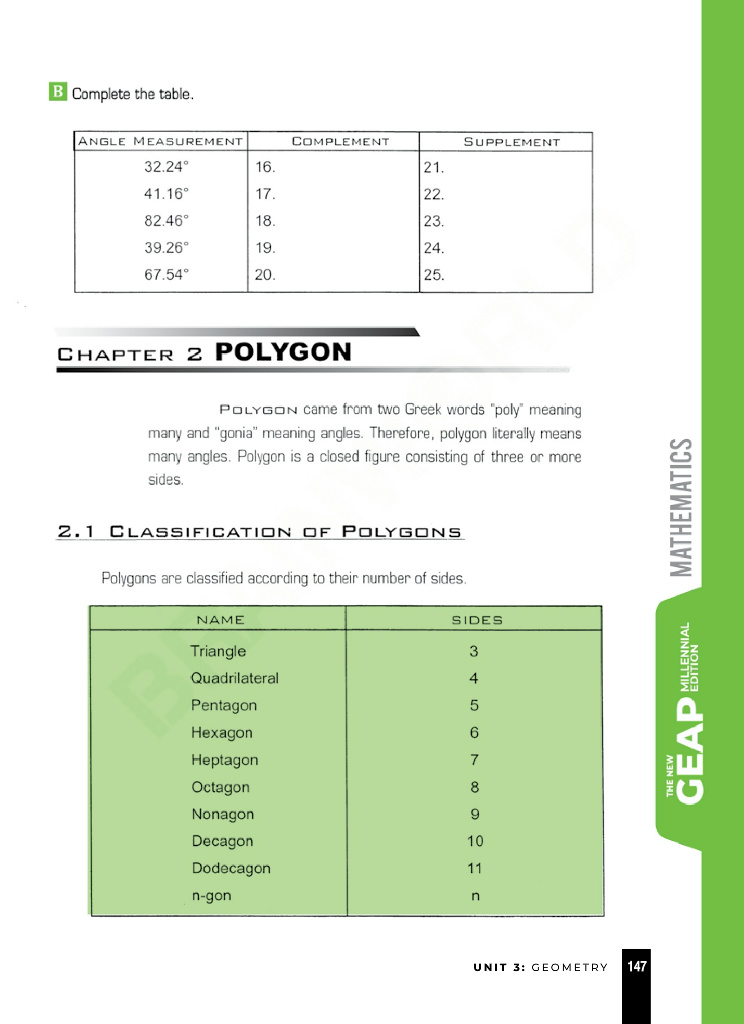 B Complete the table.
ANGLE MEASUREMENT COMPLEMENT SUPPLEMENT
32.24° 16. 21.
41.16° 17. 22.
82.46° 18. 23.
39.26° 19. 24.
67.54° 20. 25.
CHAPTER 2 POLYGON
POLYGON came from two Greek words "poly" meaning
many and "gonia" meaning angles. Therefore, polygon literally means
many angles. Polygon is a closed figure consisting of three or more
sides.
2.1 CLASSIFICATION OF POLYGONS
Polygons are classified according to their number of sides.
NAME SIDES
Triangle 3
Quadrilateral 4
Pentagon 5
Hexagon 6
Heptagon 7
Octagon 8
Nonagon 9
Decagon 10
Dodecagon 11
n-gon n
MATHEMATICS
THE NEW
GEAP
MILLENNIAL
EDITION
UNIT 3: GEOMETRY 147